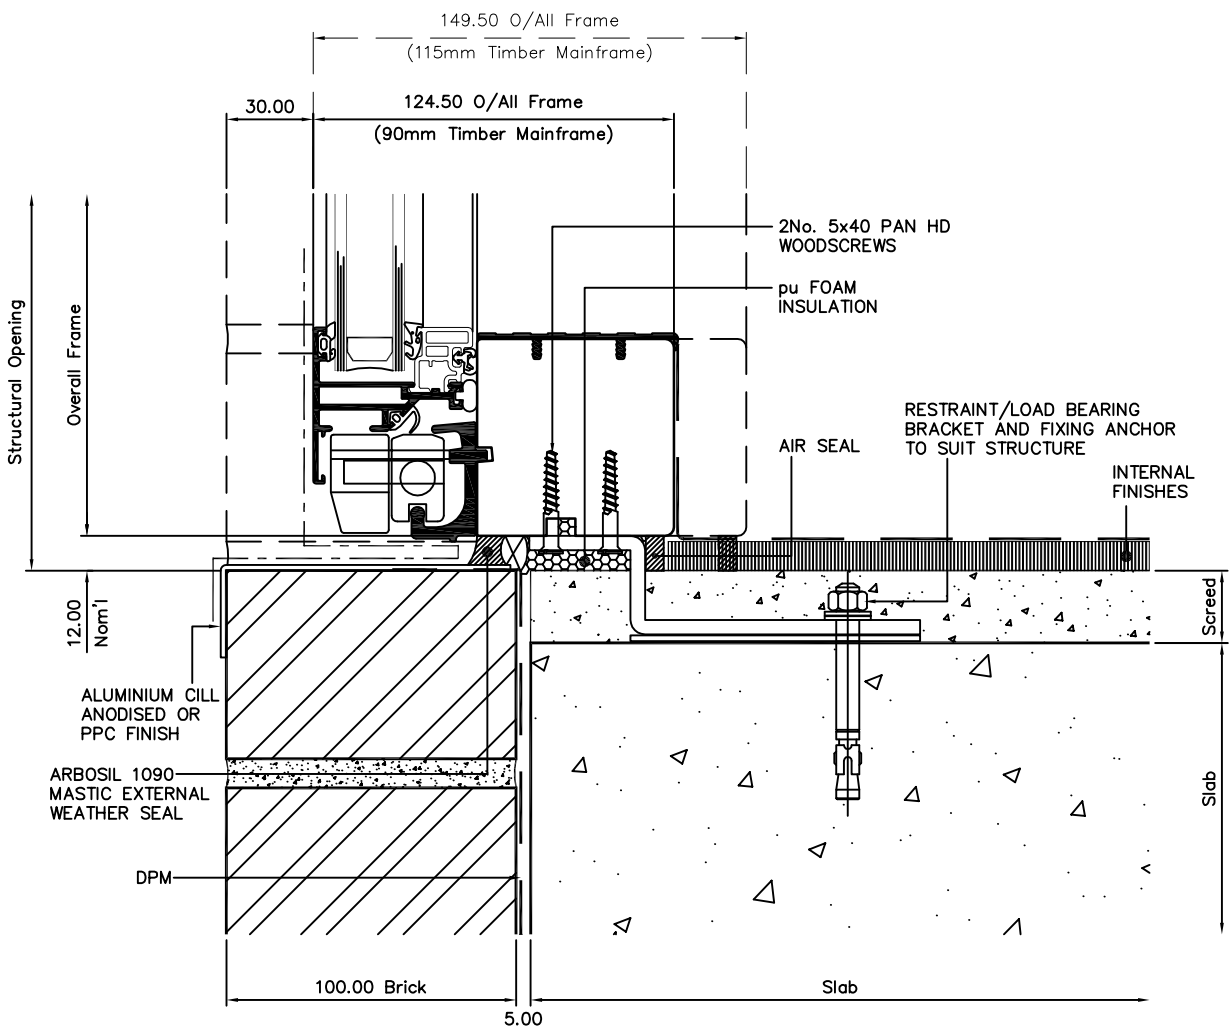 149.50 O/All Frame
(115mm Timber Mainframe)
30.00
124.50 O/All Frame
(90mm Timber Mainframe)
2No. 5x40 PAN HD
WOODSCREWS
pu FOAM
INSULATION
Structural Opening
Overall Frame
RESTRAINT/LOAD BEARING
BRACKET AND FIXING ANCHOR
TO SUIT STRUCTURE
AIR SEAL
INTERNAL
FINISHES
12.00
Nom'l
Screed
ALUMINIUM CILL
ANODISED OR
PPC FINISH
ARBOSIL 1090
MASTIC EXTERNAL
WEATHER SEAL
Slab
DPM
100.00 Brick
Slab
5.00